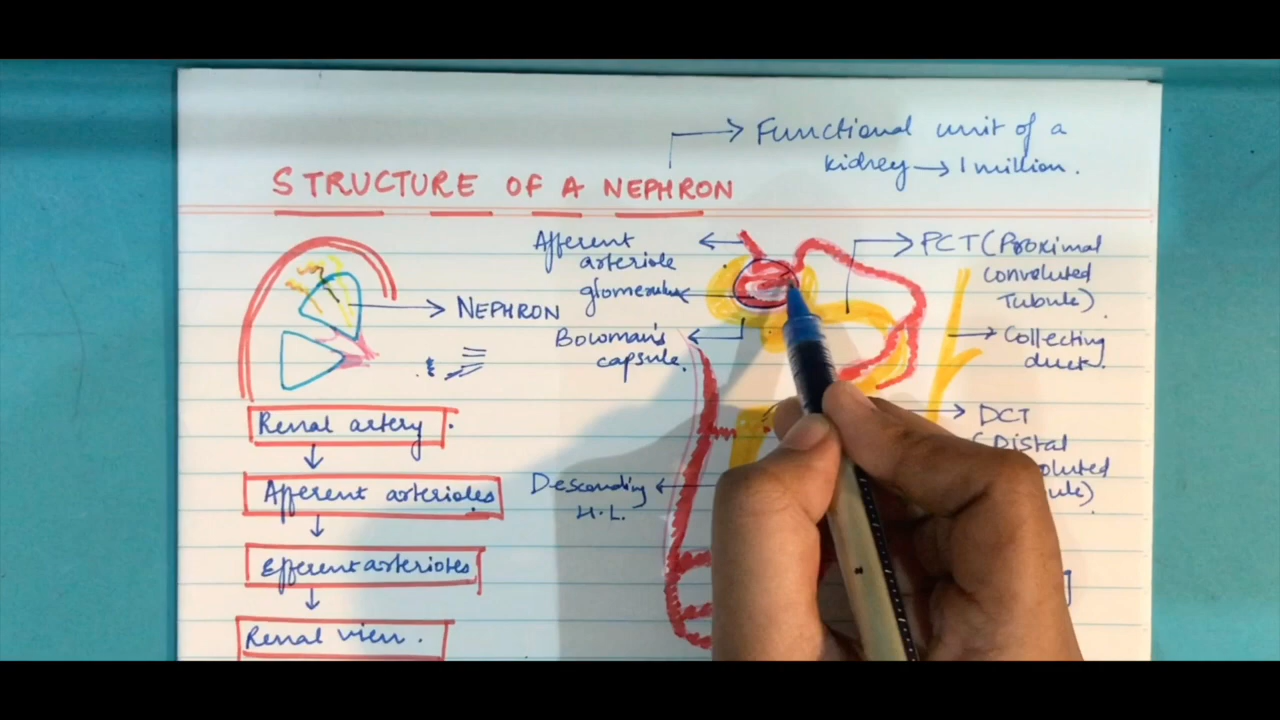 Functional unit of a
kidney → 1 million.
STRUCTURE OF A NEPHRON
Afferent
arteriole
glomerulus
Bowman's
capsule.
PCT (Proximal
convoluted
Tubule)
NEPHRON
Collecting
duct.
Renal artery.
DCT
(Distal
Afferent arterioles
Descending
H.L.
Efferent arterioles
Renal vien.